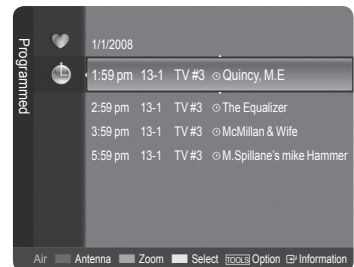 Programmed
1/1/2008
1:59 pm 13-1 TV #3 Quincy, M.E
2:59 pm 13-1 TV #3 The Equalizer
3:59 pm 13-1 TV #3 McMillan & Wife
5:59 pm 13-1 TV #3 M.Spillane's mike Hammer
Air Antenna Zoom Select TOOLS Option Information